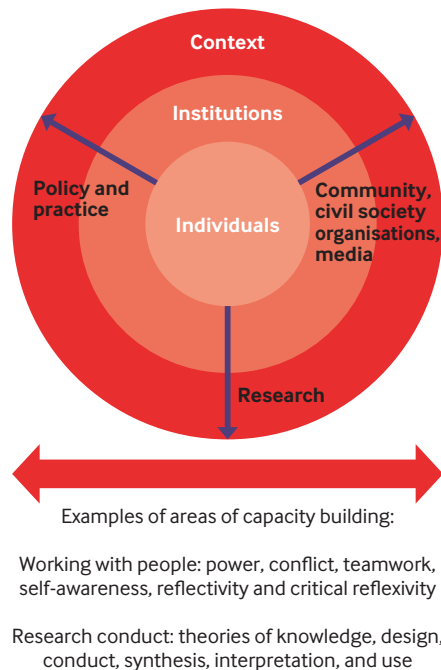 Context
Institutions
Policy and
practice
Individuals
Community,
civil society
organisations,
media
Research
Examples of areas of capacity building:
Working with people: power, conflict, teamwork,
self-awareness, reflectivity and critical reflexivity
Research conduct: theories of knowledge, design,
conduct, synthesis, interpretation, and use